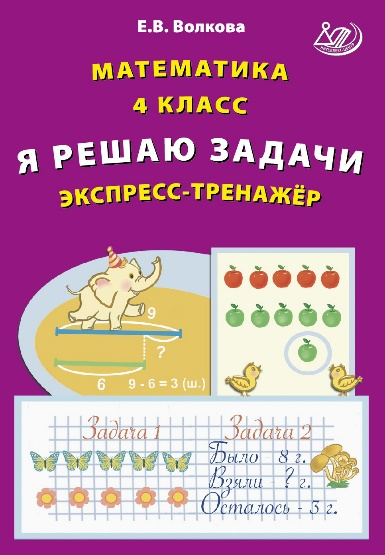 Е.В. Волкова
МАТЕМАТИКА
4 КЛАСС
Я РЕШАЮ ЗАДАЧИ
ЭКСПРЕСС-ТРЕНАЖЁР
9
?
6
9 - 6 = 3 (ш.)
Задача 1
Задача 2
Было 8 г.
Взяли - ? г.
Осталось - 5 г.